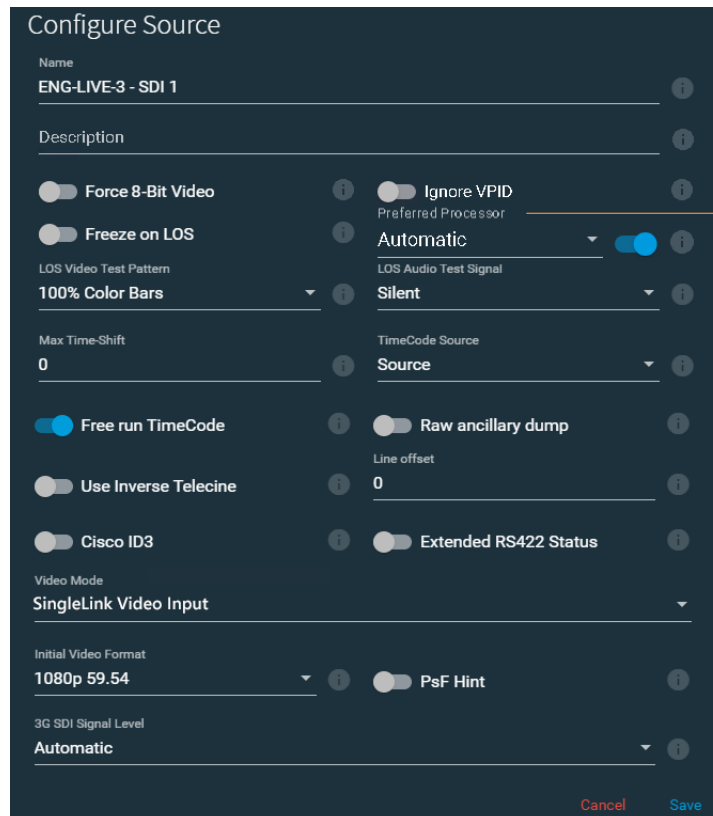 Configure Source
Name
ENG-LIVE-3 - SDI 1
Description
Force 8-Bit Video
Ignore VPID
Freeze on LOS
Preferred Processor
Automatic
LOS Video Test Pattern
100% Color Bars
LOS Audio Test Signal
Silent
Max Time-Shift
0
TimeCode Source
Source
Free run TimeCode
Raw ancillary dump
Use Inverse Telecine
Line offset
0
Cisco ID3
Extended RS422 Status
Video Mode
SingleLink Video Input
Initial Video Format
1080p 59.54
PsF Hint
3G SDI Signal Level
Automatic
Cancel
Save